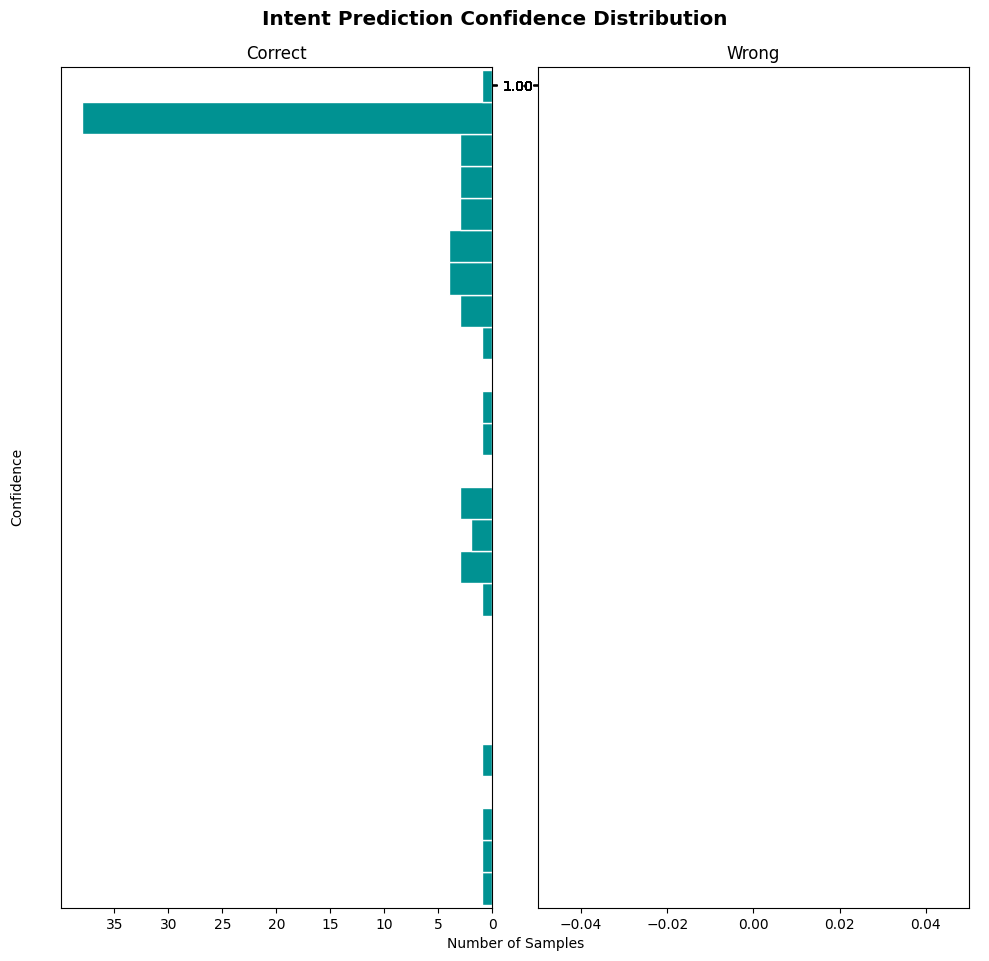 Intent Prediction Confidence Distribution
Correct
Wrong
1.00
Confidence
35 30 25 20 15 10 5 0
−0.04 −0.02 0.00 0.02 0.04
Number of Samples